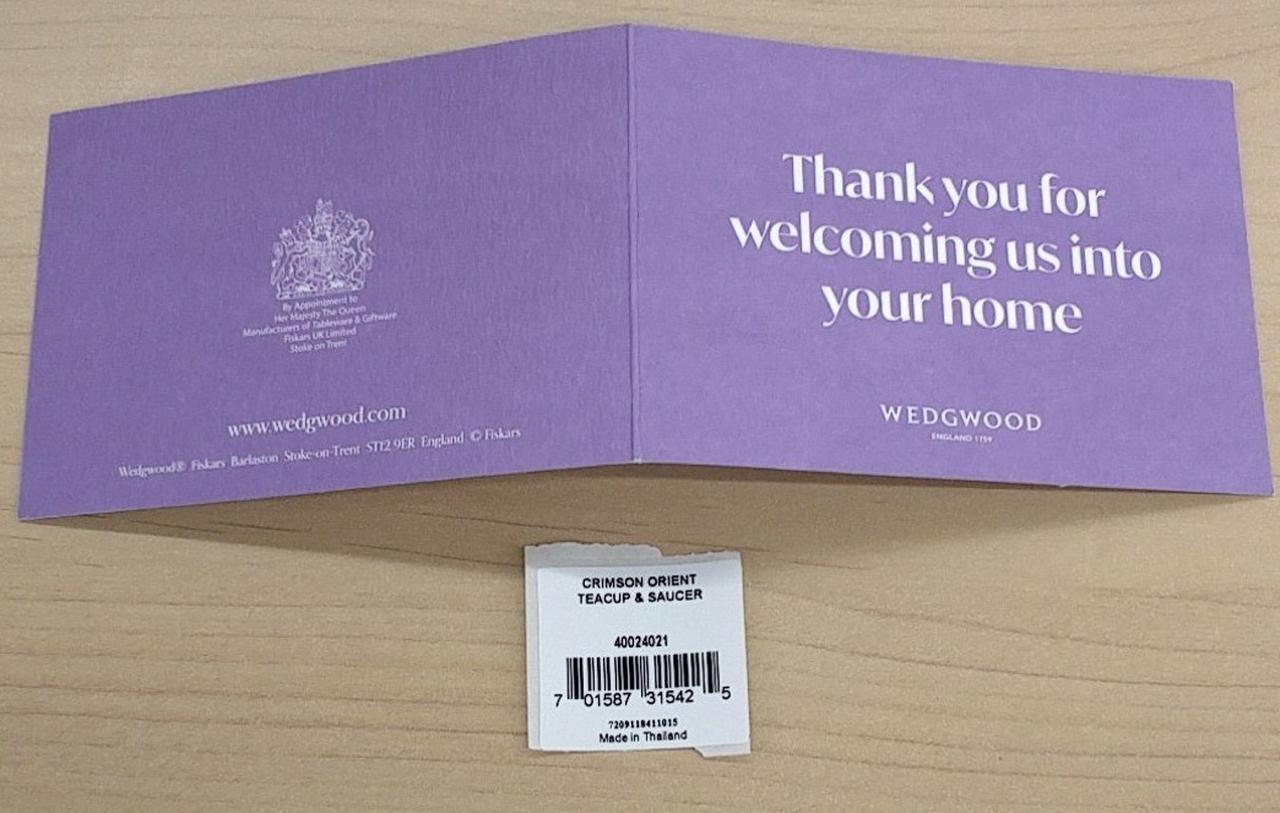 By Appointment to
Her Majesty The Queen
Manufacturers of Tableware & Giftware
Fiskars UK Limited
Stoke on Trent
www.wedgwood.com
Wedgwood® Fiskars Barlaston Stoke-on-Trent ST12 9ER England © Fiskars
Thank you for
welcoming us into
your home
WEDGWOOD
ENGLAND 1759
CRIMSON ORIENT
TEACUP & SAUCER
40024021
7 01587 31542 5
7209118411015
Made in Thailand